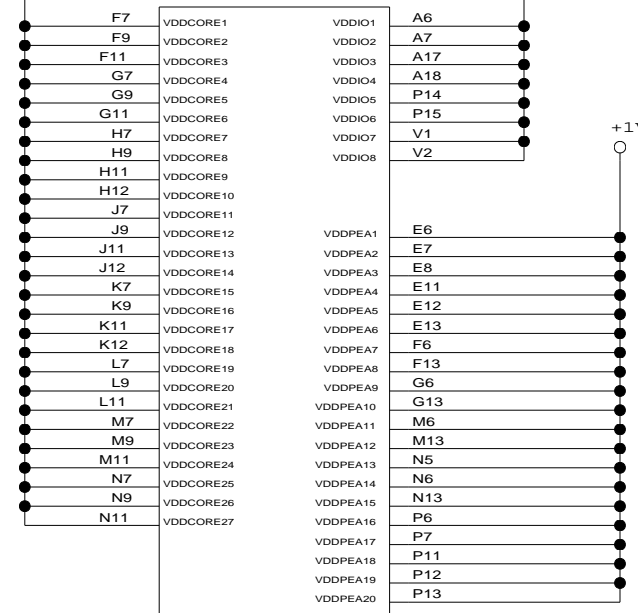 F7 VDDCORE1 VDDIO1 A6
F9 VDDCORE2 VDDIO2 A7
F11 VDDCORE3 VDDIO3 A17
G7 VDDCORE4 VDDIO4 A18
G9 VDDCORE5 VDDIO5 P14
G11 VDDCORE6 VDDIO6 P15
H7 VDDCORE7 VDDIO7 V1
H9 VDDCORE8 VDDIO8 V2
+1
H11 VDDCORE9
H12 VDDCORE10
J7 VDDCORE11
J9 VDDCORE12 VDDPEA1 E6
J11 VDDCORE13 VDDPEA2 E7
J12 VDDCORE14 VDDPEA3 E8
K7 VDDCORE15 VDDPEA4 E11
K9 VDDCORE16 VDDPEA5 E12
K11 VDDCORE17 VDDPEA6 E13
K12 VDDCORE18 VDDPEA7 F6
L7 VDDCORE19 VDDPEA8 F13
L9 VDDCORE20 VDDPEA9 G6
L11 VDDCORE21 VDDPEA10 G13
M7 VDDCORE22 VDDPEA11 M6
M9 VDDCORE23 VDDPEA12 M13
M11 VDDCORE24 VDDPEA13 N5
N7 VDDCORE25 VDDPEA14 N6
N9 VDDCORE26 VDDPEA15 N13
N11 VDDCORE27 VDDPEA16 P6
VDDPEA17 P7
VDDPEA18 P11
VDDPEA19 P12
VDDPEA20 P13